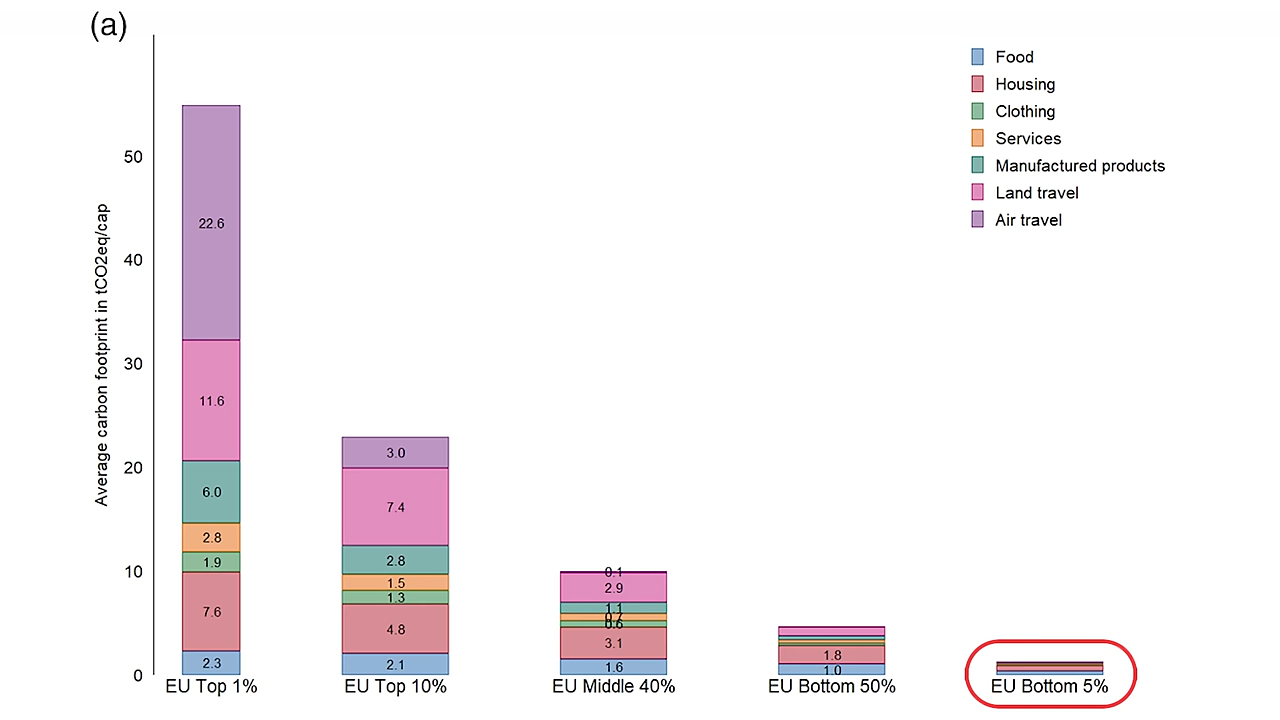 (a)
Average carbon footprint in tCO2eq/cap
50
40
30
20
10
0
Food
Housing
Clothing
Services
Manufactured products
Land travel
Air travel
22.6
11.6
6.0
2.8
1.9
7.6
2.3
3.0
7.4
2.8
1.5
1.3
4.8
2.1
0.1
2.9
1.1
0.7
0.6
3.1
1.6
1.8
1.0
EU Top 1%
EU Top 10%
EU Middle 40%
EU Bottom 50%
EU Bottom 5%